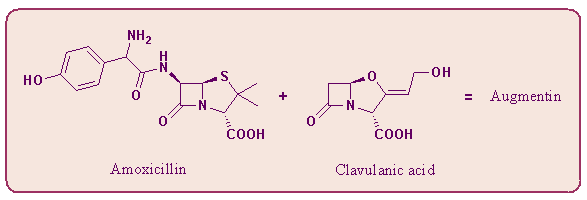 NH2
HO
O
H
N
O
N
S
COOH
+
O
N
O
OH
COOH
= Augmentin
Amoxicillin
Clavulanic acid